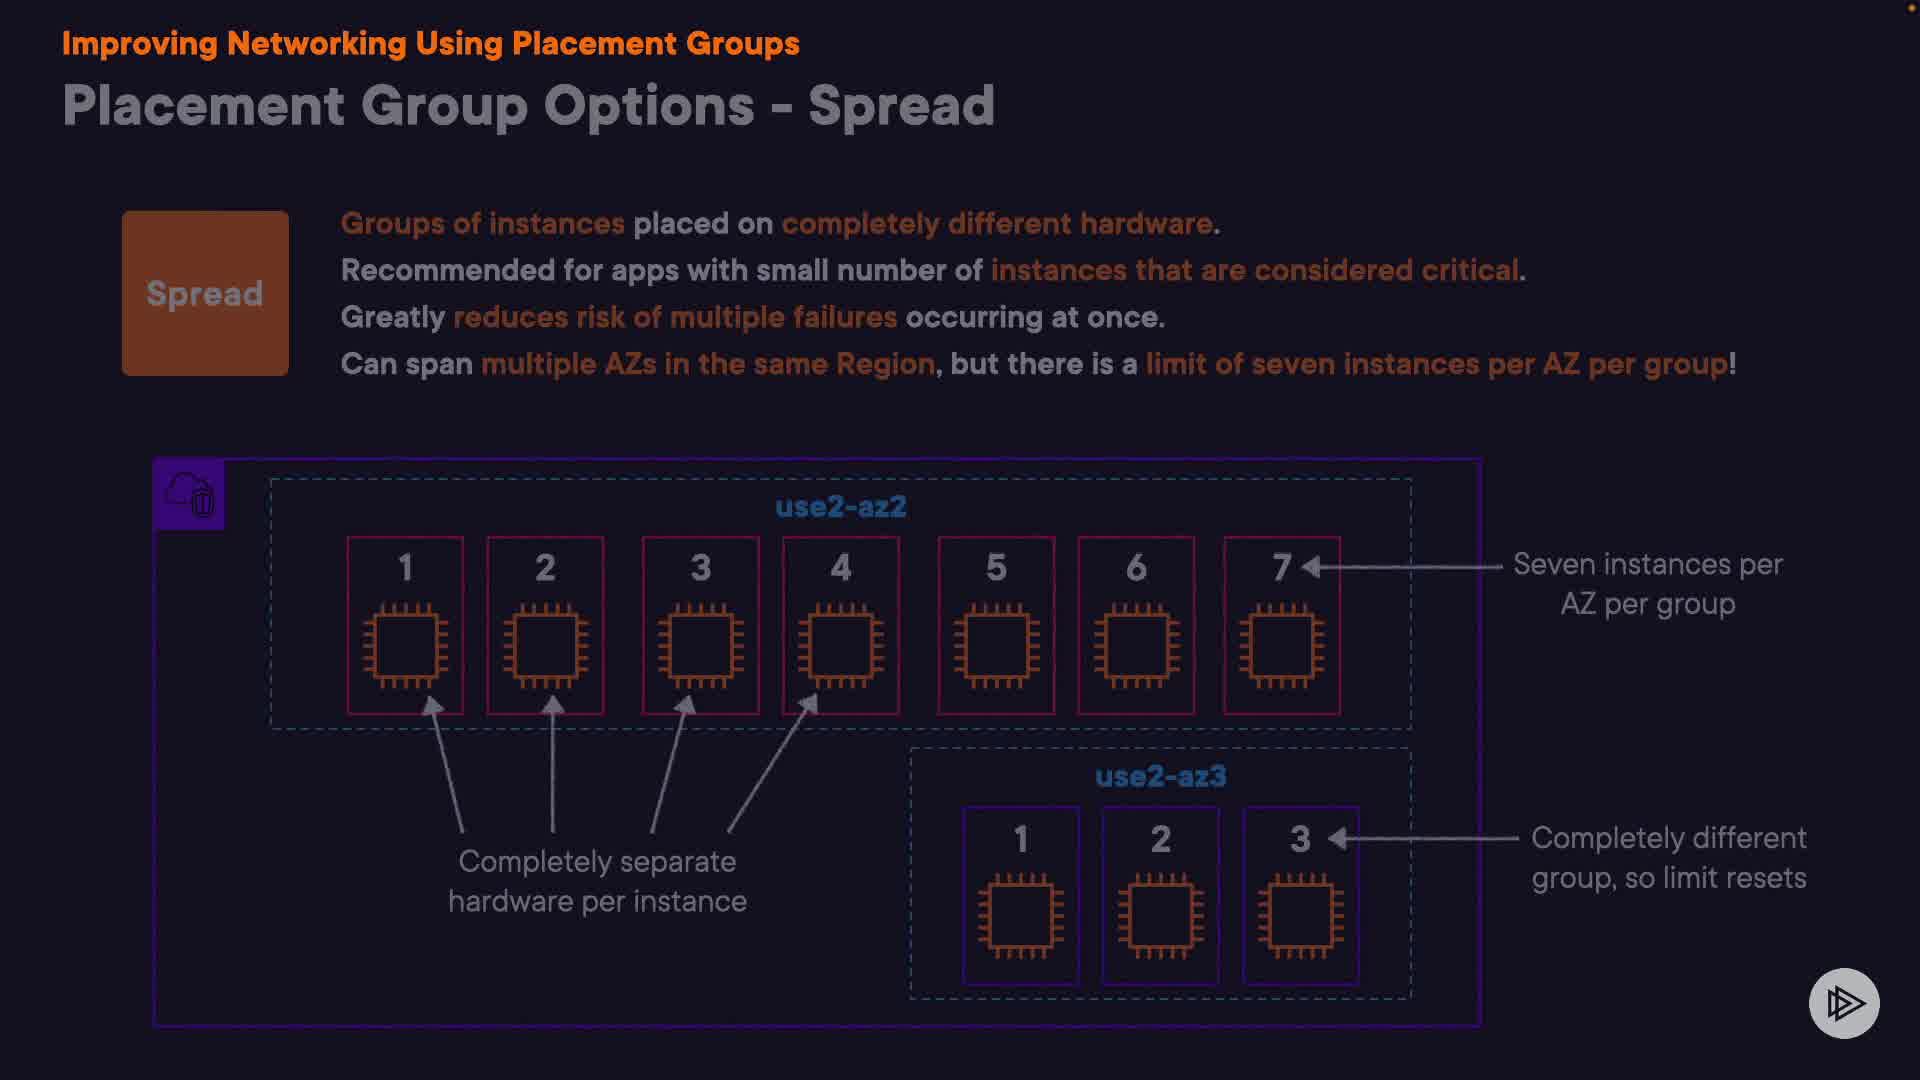 Improving Networking Using Placement Groups
Placement Group Options - Spread
Spread
Groups of instances placed on completely different hardware.
Recommended for apps with small number of instances that are considered critical.
Greatly reduces risk of multiple failures occurring at once.
Can span multiple AZs in the same Region, but there is a limit of seven instances per AZ per group!
use2-az2
1 2 3 4 5 6 7
Seven instances per
AZ per group
use2-az3
1 2 3
Completely different
group, so limit resets
Completely separate
hardware per instance